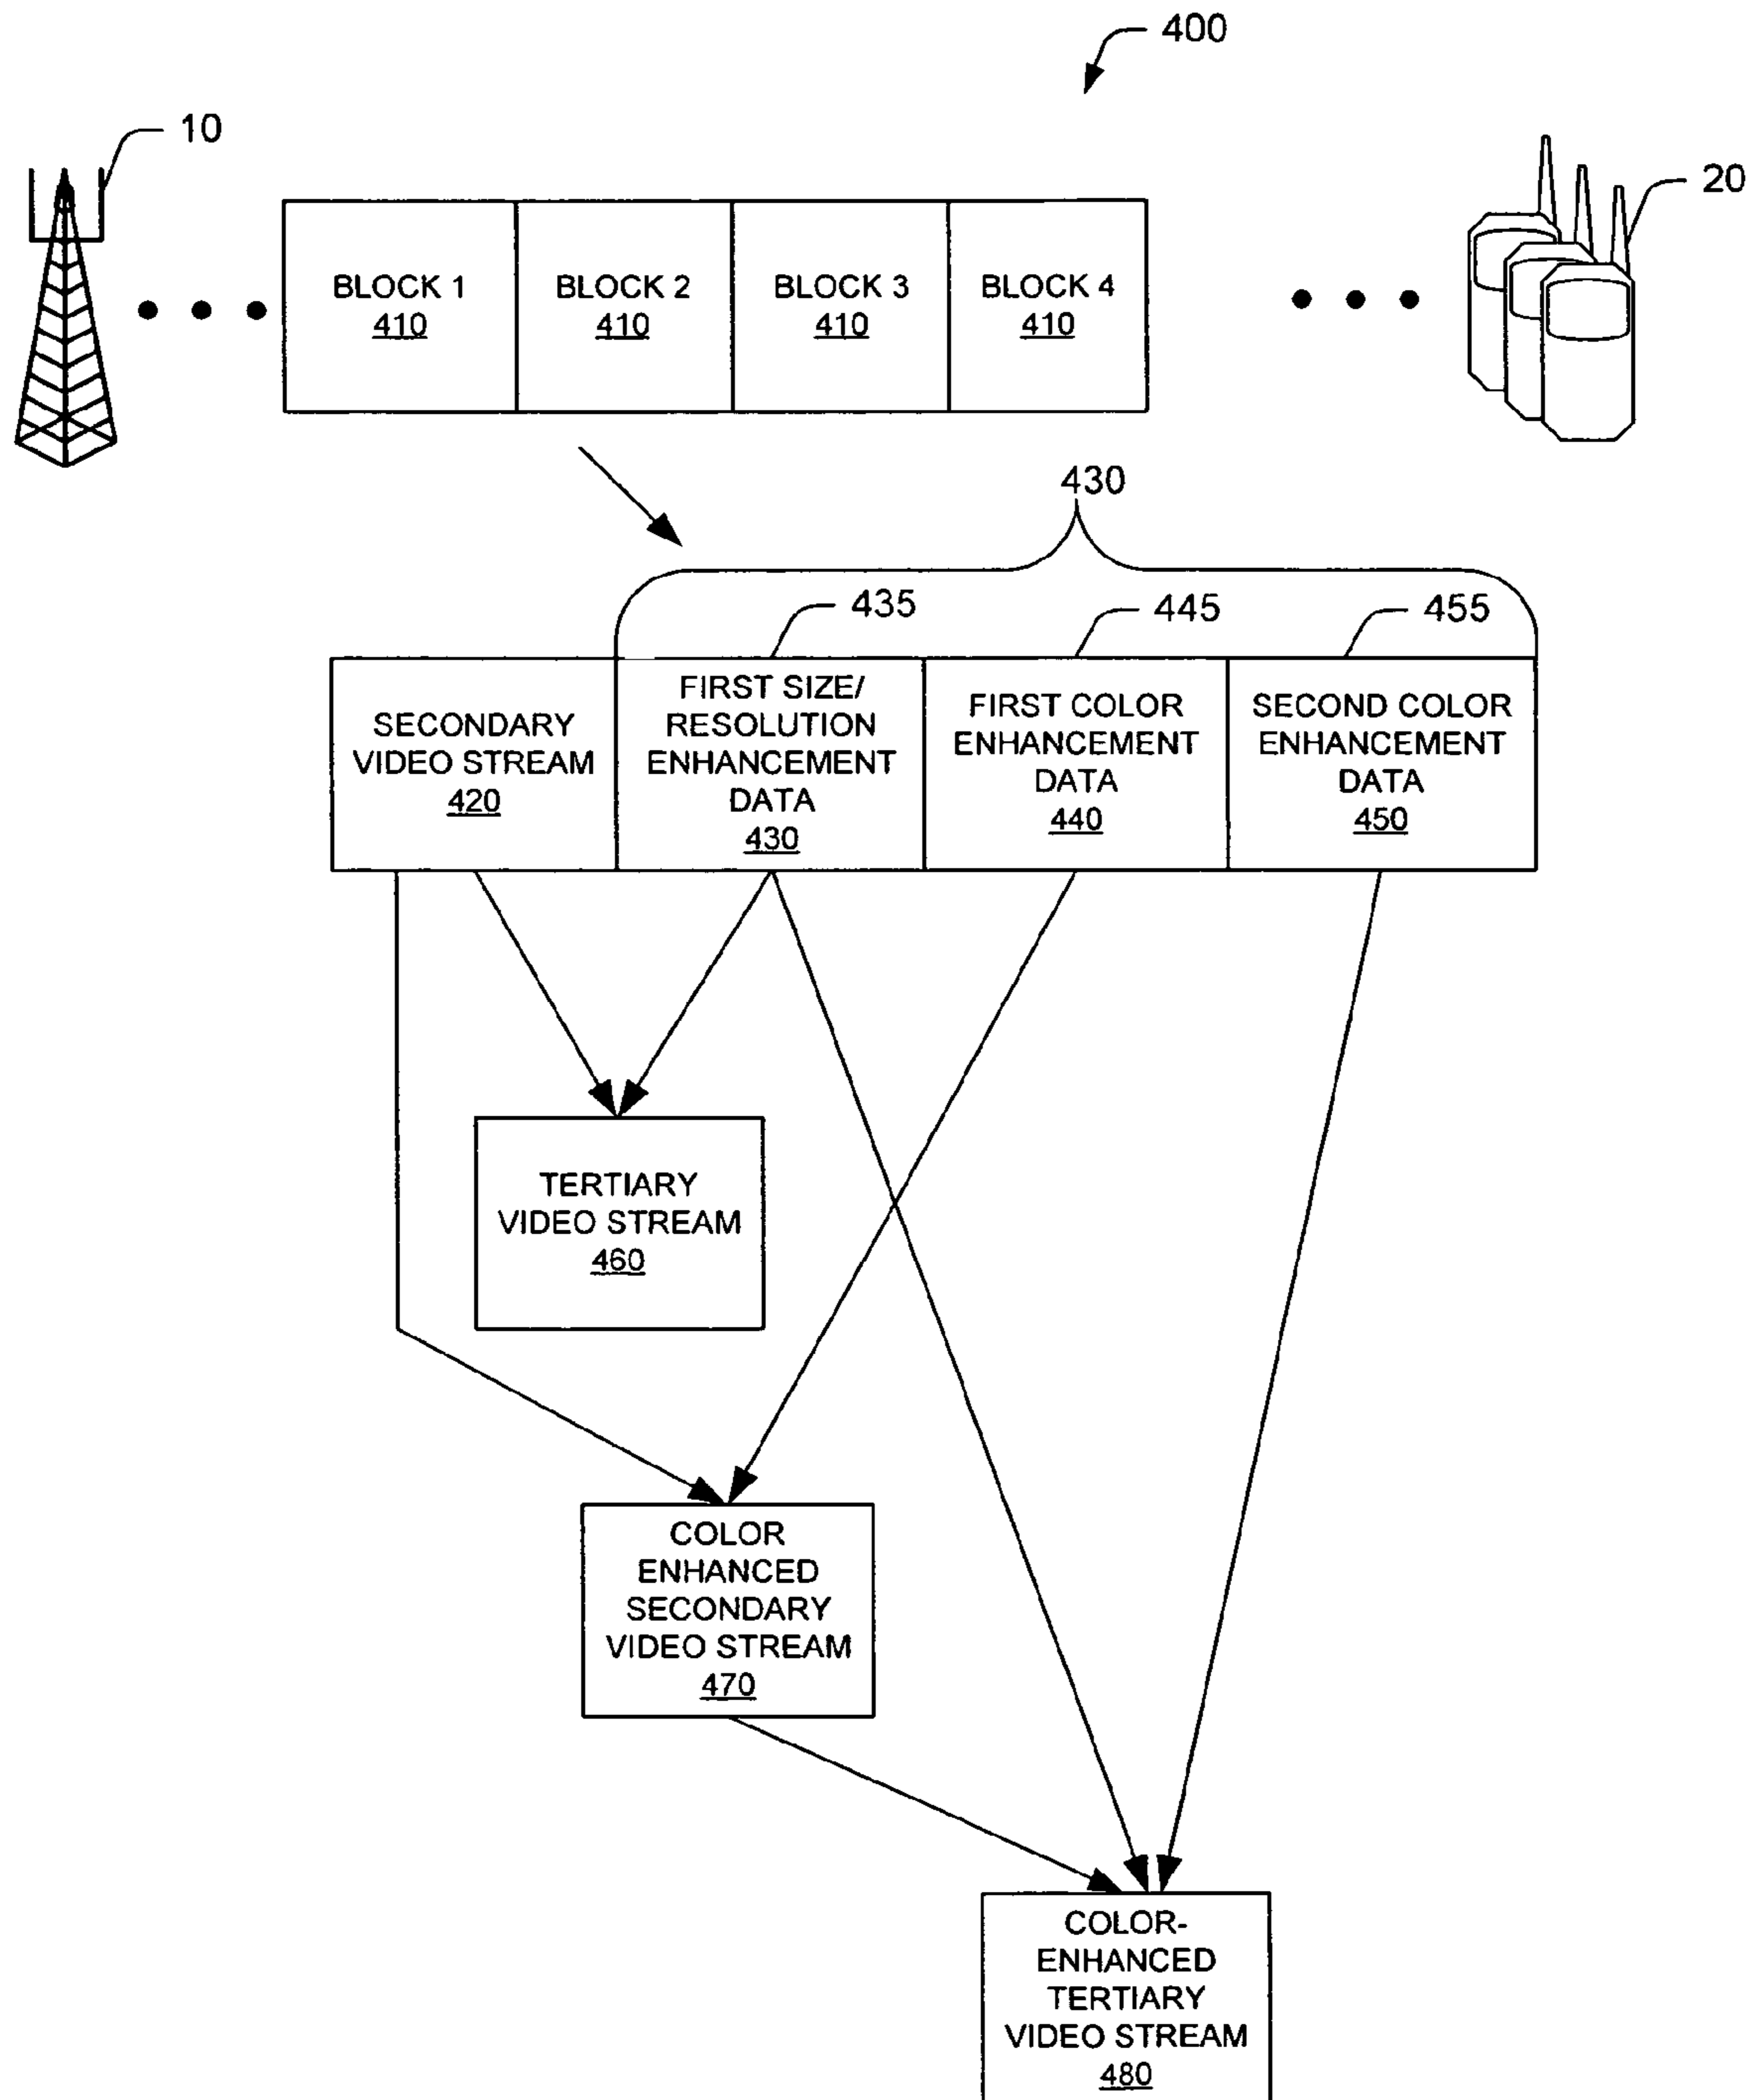 400
10
20
BLOCK 1
410
BLOCK 2
410
BLOCK 3
410
BLOCK 4
410
430
435
445
455
SECONDARY
VIDEO STREAM
420
FIRST SIZE/
RESOLUTION
ENHANCEMENT
DATA
430
FIRST COLOR
ENHANCEMENT
DATA
440
SECOND COLOR
ENHANCEMENT
DATA
450
TERTIARY
VIDEO STREAM
460
COLOR
ENHANCED
SECONDARY
VIDEO STREAM
470
COLOR-
ENHANCED
TERTIARY
VIDEO STREAM
480